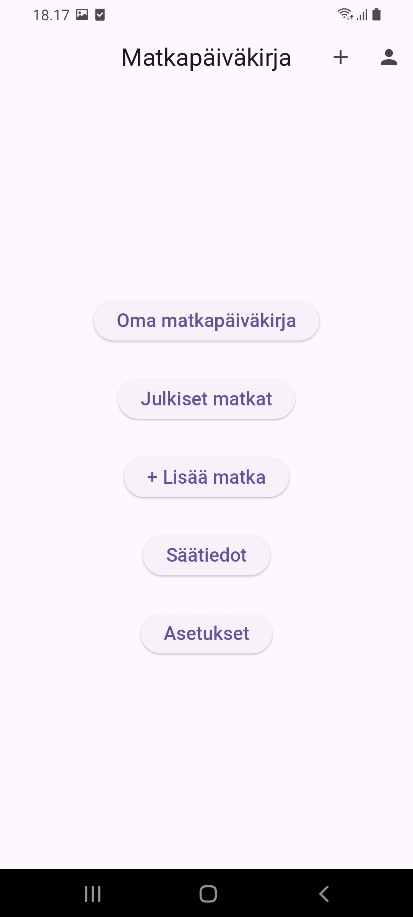 18.17
Matkapäiväkirja
Oma matkapäiväkirja
Julkiset matkat
+ Lisää matka
Säätiedot
Asetukset